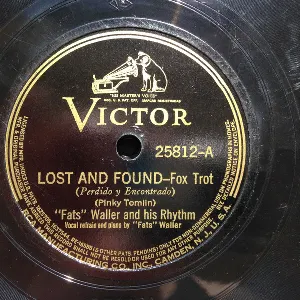 "HIS MASTER'S VOICE"
VICTOR
25812-A
LOST AND FOUND—Fox Trot
(Perdido y Encontrado)
(Pinky Tomlin)
"Fats" Waller and his Rhythm
Vocal refrain and piano by "Fats" Waller
RCA MANUFACTURING CO. INC., CAMDEN, N. J., U. S. A.